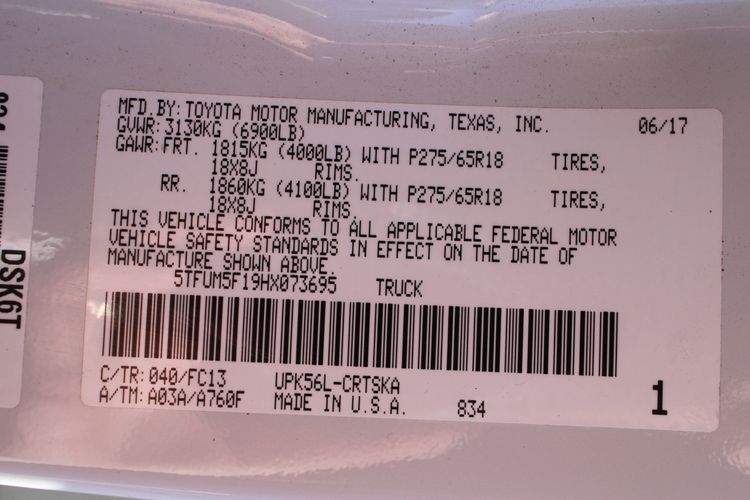 MFD. BY: TOYOTA MOTOR MANUFACTURING, TEXAS, INC. 06/17
GVWR: 3130KG (6900LB)
GAWR: FRT. 1815KG (4000LB) WITH P275/65R18 TIRES,
18X8J RIMS.
RR. 1860KG (4100LB) WITH P275/65R18 TIRES,
18X8J RIMS.
THIS VEHICLE CONFORMS TO ALL APPLICABLE FEDERAL MOTOR
VEHICLE SAFETY STANDARDS IN EFFECT ON THE DATE OF
MANUFACTURE SHOWN ABOVE.
5TFUM5F19HX073695 TRUCK
C/TR: 040/FC13 UPK56L-CRTSKA
A/TM: A03A/A760F MADE IN U.S.A. 834 1
DSK6T